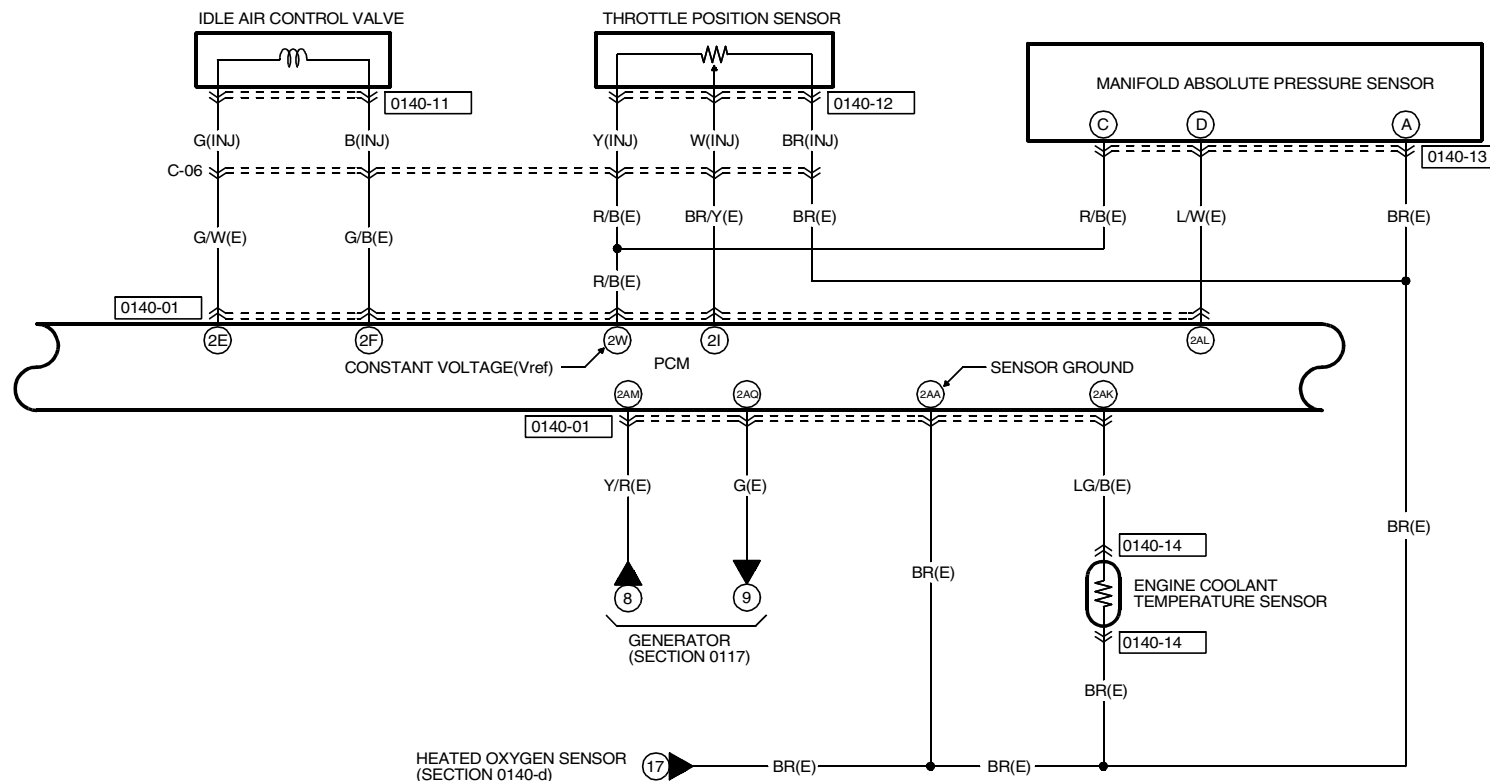 IDLE AIR CONTROL VALVE
THROTTLE POSITION SENSOR
MANIFOLD ABSOLUTE PRESSURE SENSOR
C
D
A
0140-11
0140-12
0140-13
G(INJ)
B(INJ)
Y(INJ)
W(INJ)
BR(INJ)
C-06
R/B(E)
BR/Y(E)
BR(E)
R/B(E)
L/W(E)
BR(E)
G/W(E)
G/B(E)
R/B(E)
0140-01
2E
2F
2W
2I
2AL
CONSTANT VOLTAGE(Vref)
PCM
SENSOR GROUND
2AM
2AQ
2AA
2AK
0140-01
Y/R(E)
G(E)
LG/B(E)
BR(E)
0140-14
BR(E)
ENGINE COOLANT
TEMPERATURE SENSOR
8
9
GENERATOR
(SECTION 0117)
0140-14
BR(E)
HEATED OXYGEN SENSOR
(SECTION 0140-d)
17
BR(E)
BR(E)